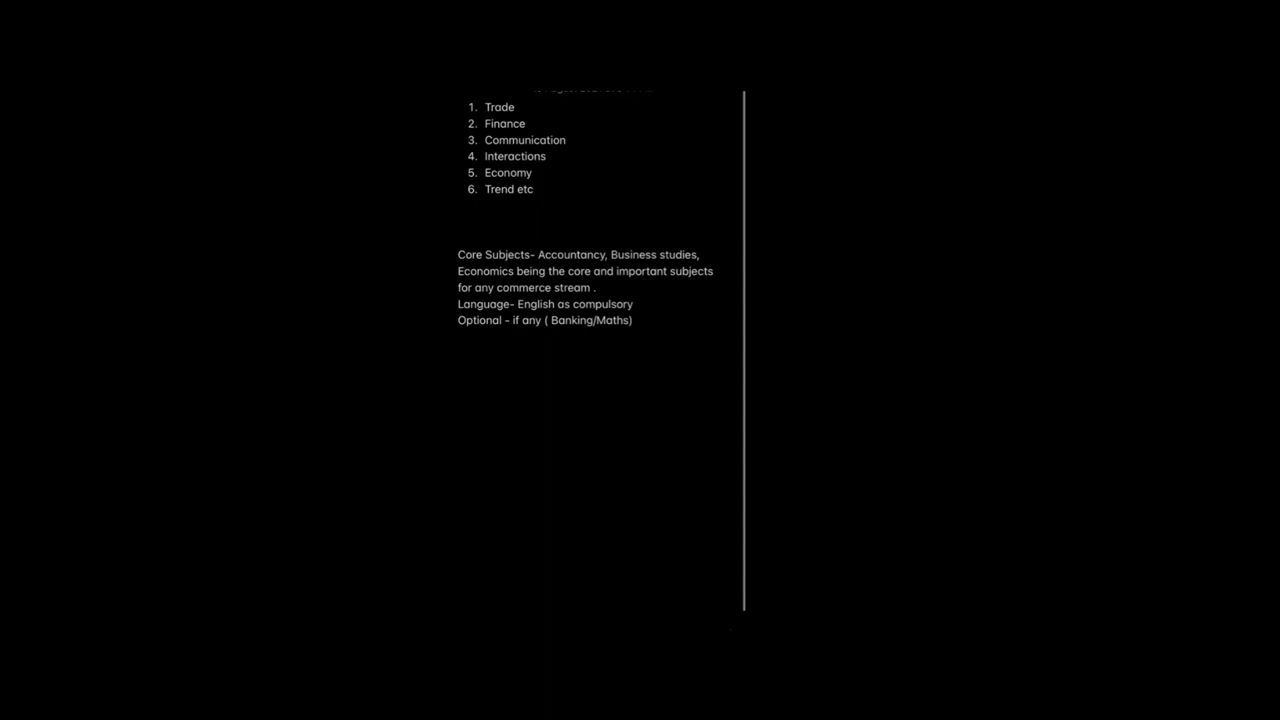 1. Trade
2. Finance
3. Communication
4. Interactions
5. Economy
6. Trend etc
Core Subjects- Accountancy, Business studies,
Economics being the core and important subjects
for any commerce stream .
Language- English as compulsory
Optional - if any ( Banking/Maths)